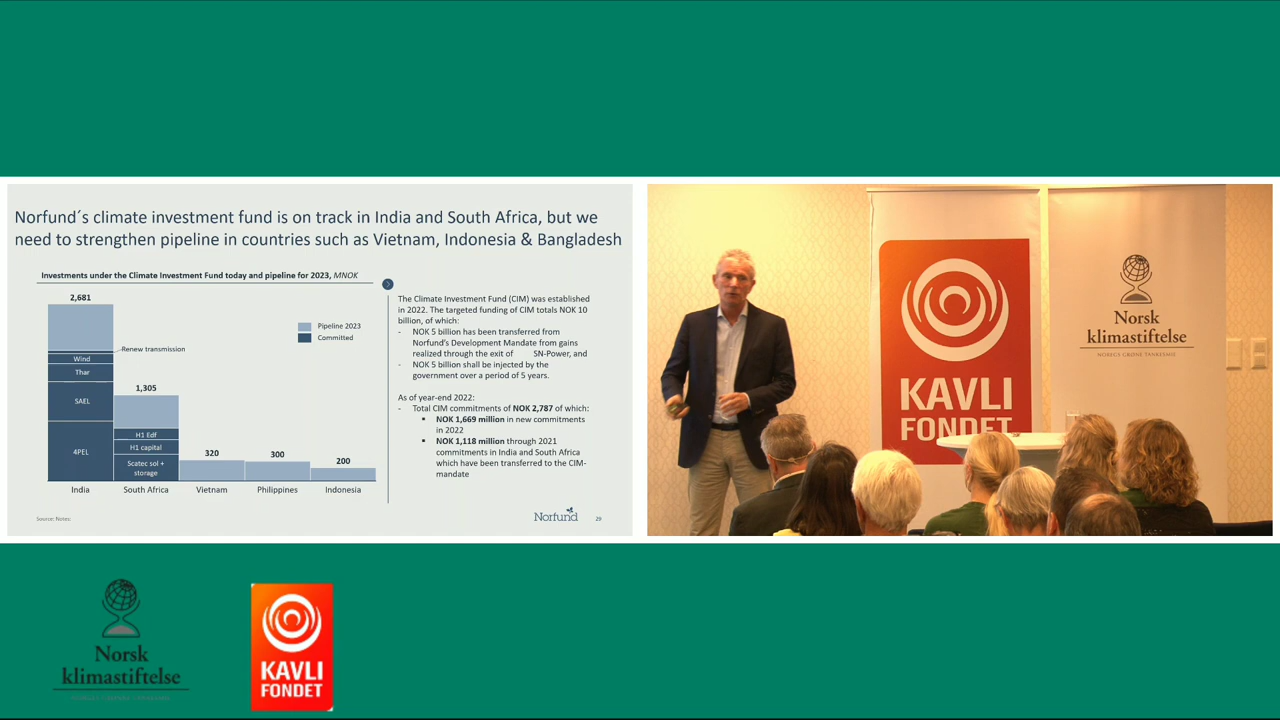 Norfund´s climate investment fund is on track in India and South Africa, but we
need to strengthen pipeline in countries such as Vietnam, Indonesia & Bangladesh
Investments under the Climate Investment Fund today and pipeline for 2023, MNOK
2,681
Pipeline 2023
Committed
Renew transmission
Wind
Thar
SAEL
4PEL
1,305
H1 Edf
H1 capital
Scatec sol +
storage
320
300
200
India
South Africa
Vietnam
Philippines
Indonesia
The Climate Investment Fund (CIM) was established
in 2022. The targeted funding of CIM totals NOK 10
billion, of which:
- NOK 5 billion has been transferred from
Norfund's Development Mandate from gains
realized through the exit of SN-Power, and
- NOK 5 billion shall be injected by the
government over a period of 5 years.
As of year-end 2022:
- Total CIM commitments of NOK 2,787 of which:
▪ NOK 1,669 million in new commitments
in 2022
▪ NOK 1,118 million through 2021
commitments in India and South Africa
which have been transferred to the CIM-
mandate
Source: Notes:
Norfund
29
KAVLI
FONDET
Norsk
klimastiftelse
NORGES GRØNNE TANKESMIE
Norsk
klimastiftelse
KAVLI
FONDET